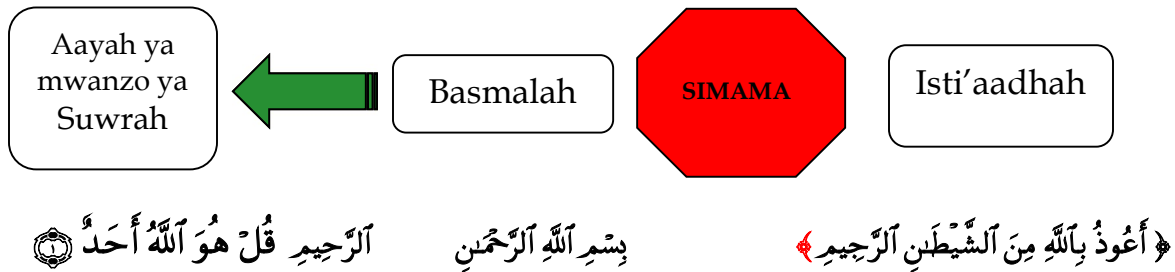 Aayah ya
mwanzo ya
Suwrah
Basmalah
SIMAMA
Isti’aadhah
﴿ أَعُوذُ بِٱللَّهِ مِنَ ٱلشَّيْطَـٰنِ ٱلرَّجِيمِ ﴾ بِسْمِ ٱللَّهِ ٱلرَّحْمَـٰنِ ٱلرَّحِيمِ قُلْ هُوَ ٱللَّهُ أَحَدٌ ۝١